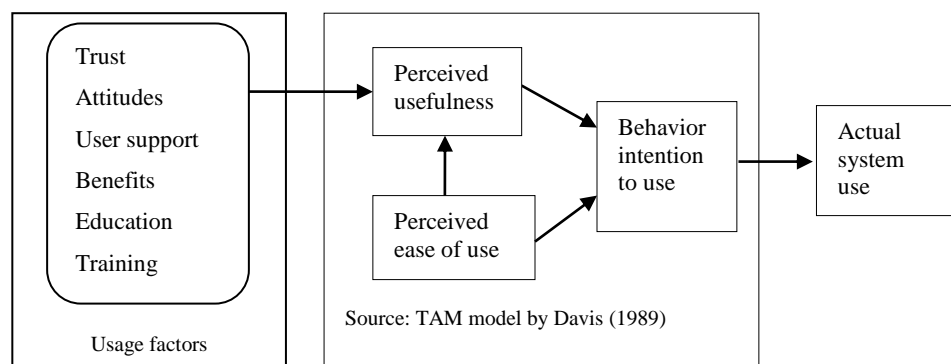 Trust
Attitudes
User support
Benefits
Education
Training
Usage factors
Perceived
usefulness
Perceived
ease of use
Behavior
intention
to use
Actual
system
use
Source: TAM model by Davis (1989)